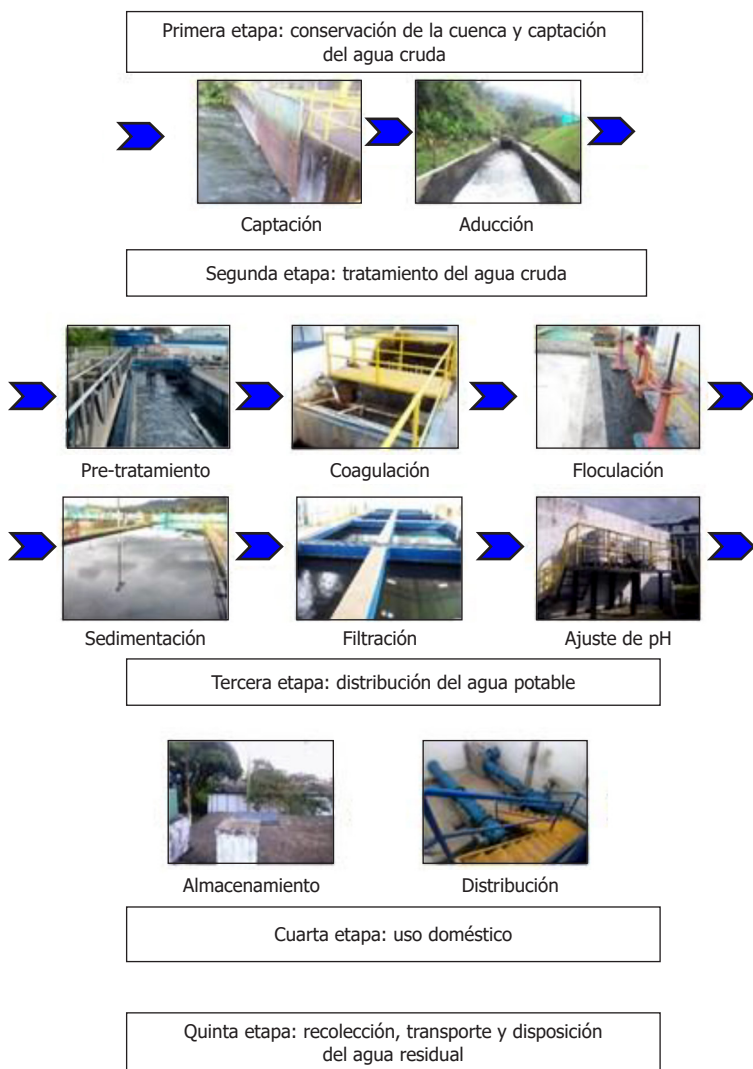 Primera etapa: conservación de la cuenca y captación
del agua cruda
Captación
Aducción
Segunda etapa: tratamiento del agua cruda
Pre-tratamiento
Coagulación
Floculación
Sedimentación
Filtración
Ajuste de pH
Tercera etapa: distribución del agua potable
Almacenamiento
Distribución
Cuarta etapa: uso doméstico
Quinta etapa: recolección, transporte y disposición
del agua residual